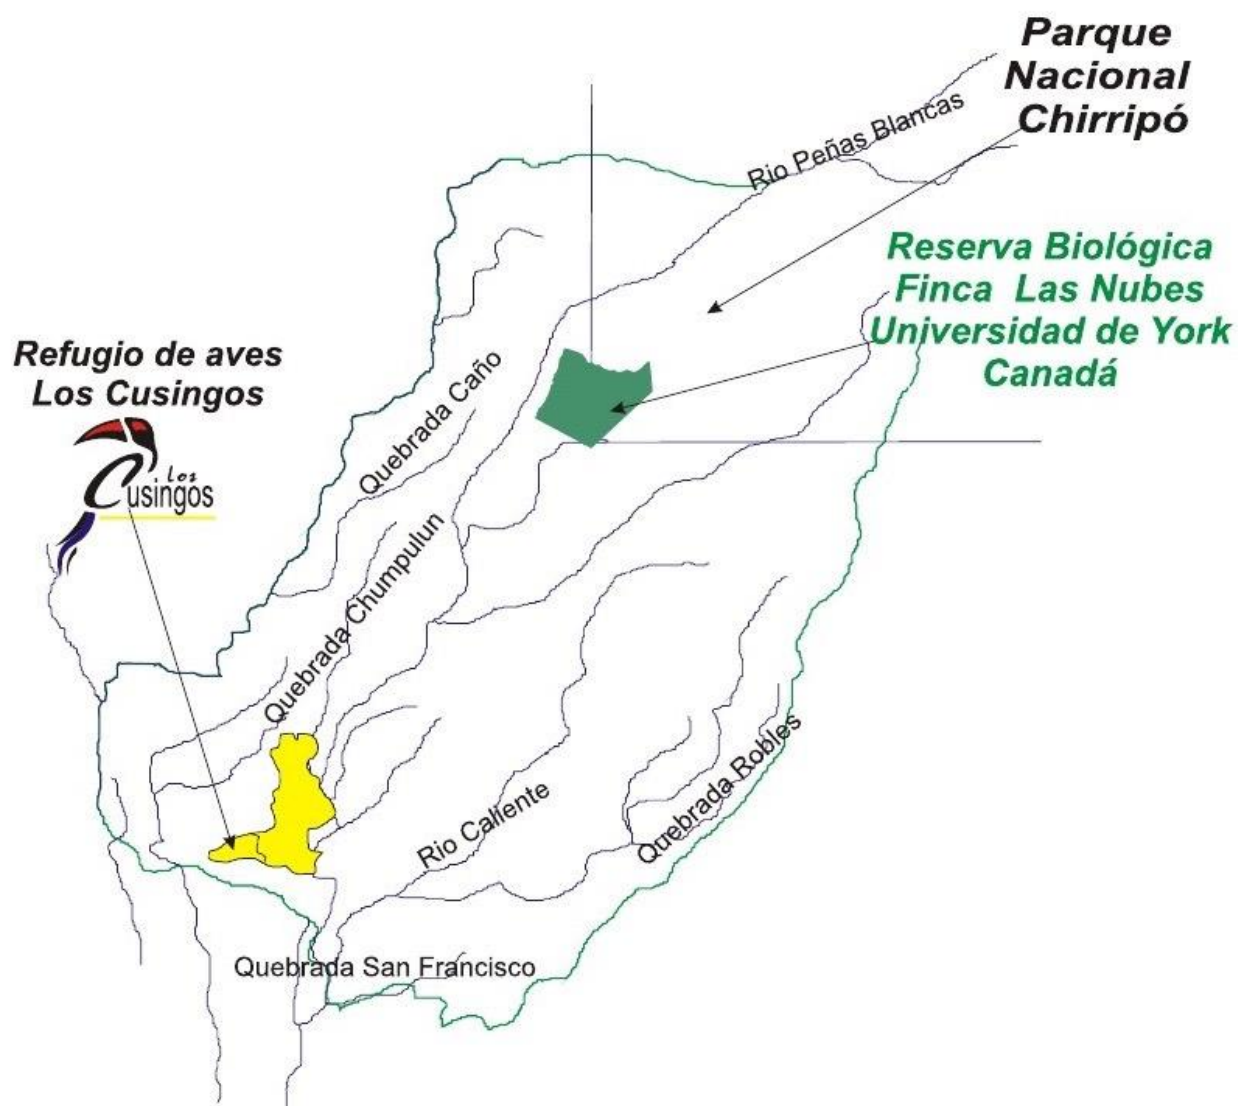 Parque
Nacional
Chirripó
Rio Peñas Blancas
Reserva Biológica
Finca Las Nubes
Universidad de York
Canadá
Refugio de aves
Los Cusingos
Los
Cusingos
Quebrada Caño
Quebrada Chumpulun
Rio Caliente
Quebrada Robles
Quebrada San Francisco